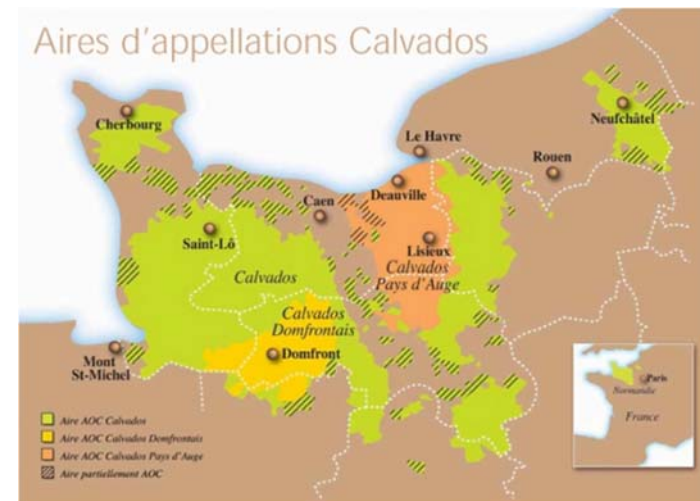 Aires d'appellations Calvados
Cherbourg
Neufchâtel
Le Havre
Rouen
Deauville
Caen
Saint-Lô
Lisieux
Calvados
Calvados
Pays d'Auge
Calvados
Domfrontais
Domfront
Mont
St-Michel
Aire AOC Calvados
Aire AOC Calvados Domfrontais
Aire AOC Calvados Pays d'Auge
Aire partiellement AOC
Paris
Normandie
France